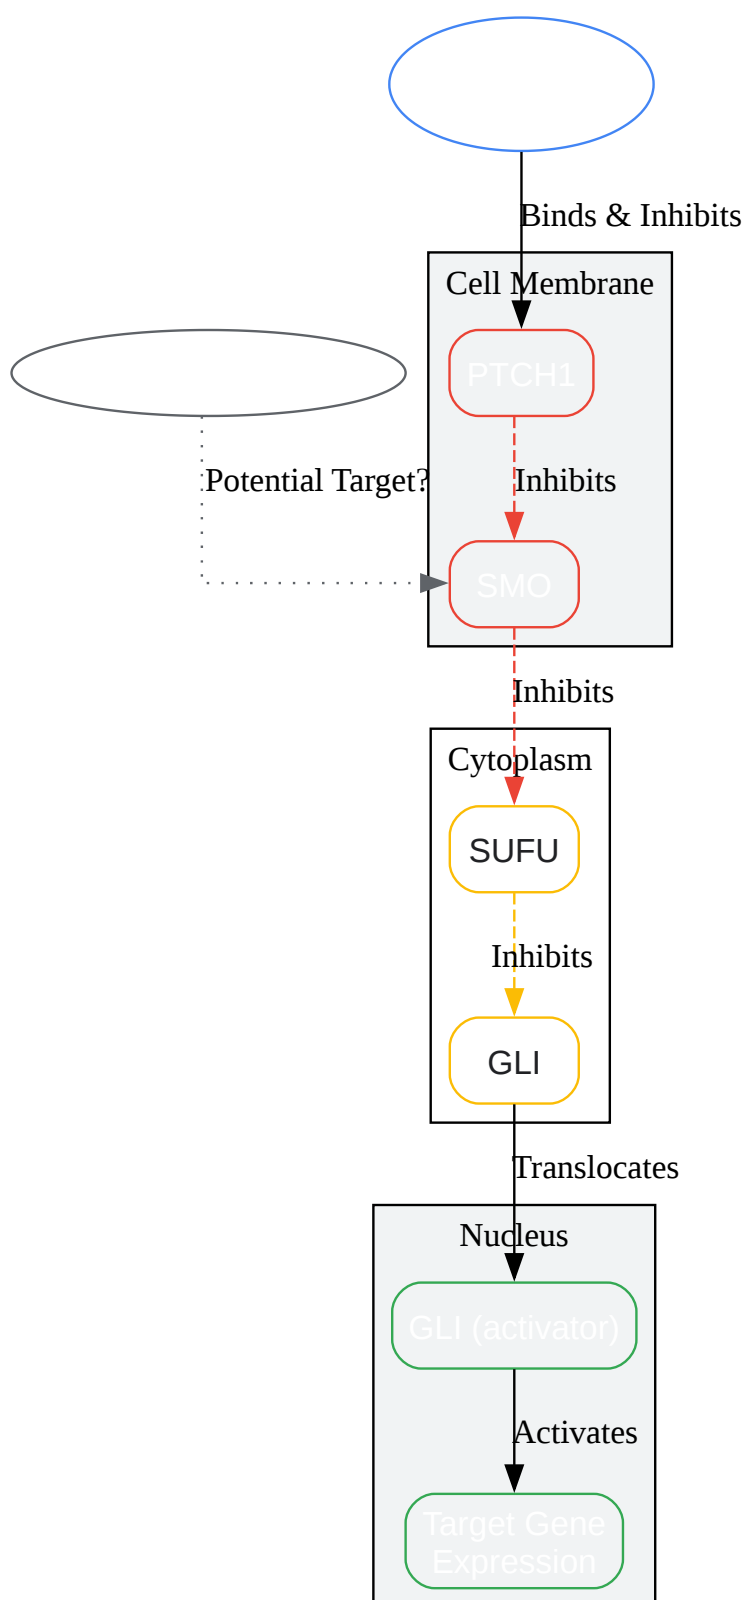 Binds & Inhibits
Cell Membrane
PTCH1
Potential Target?
Inhibits
SMO
Inhibits
Cytoplasm
SUFU
Inhibits
GLI
Translocates
Nucleus
GLI (activator)
Activates
Target Gene
Expression